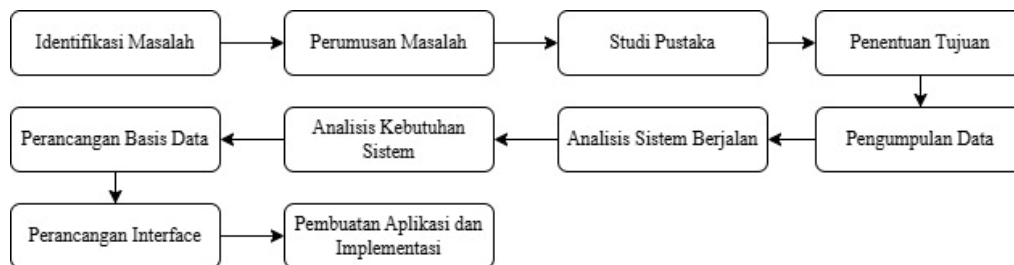 Identifikasi Masalah
Perumusan Masalah
Studi Pustaka
Penentuan Tujuan
Pengumpulan Data
Analisis Sistem Berjalan
Analisis Kebutuhan
Sistem
Perancangan Basis Data
Perancangan Interface
Pembuatan Aplikasi dan
Implementasi